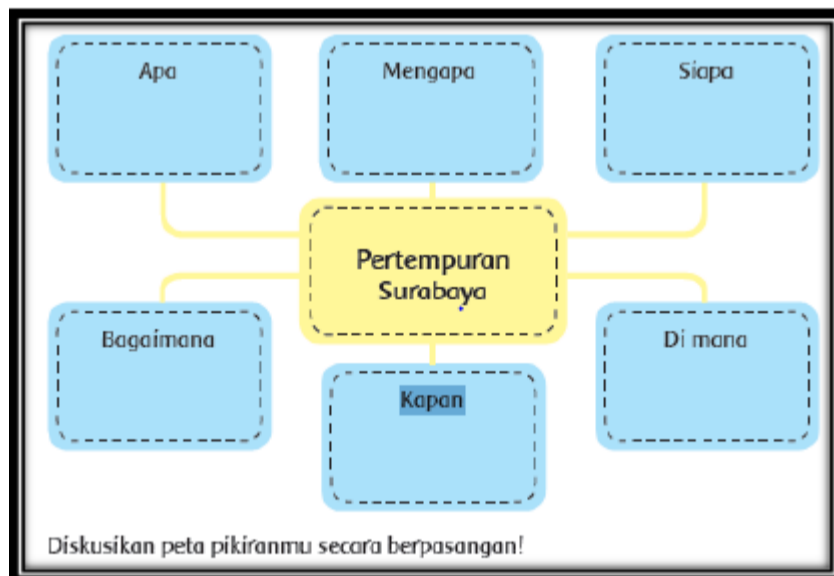 Apa
Mengapa
Siapa
Pertempuran
Surabaya
Bagaimana
Kapan
Di mana
Diskusikan peta pikiranmu secara berpasangan!